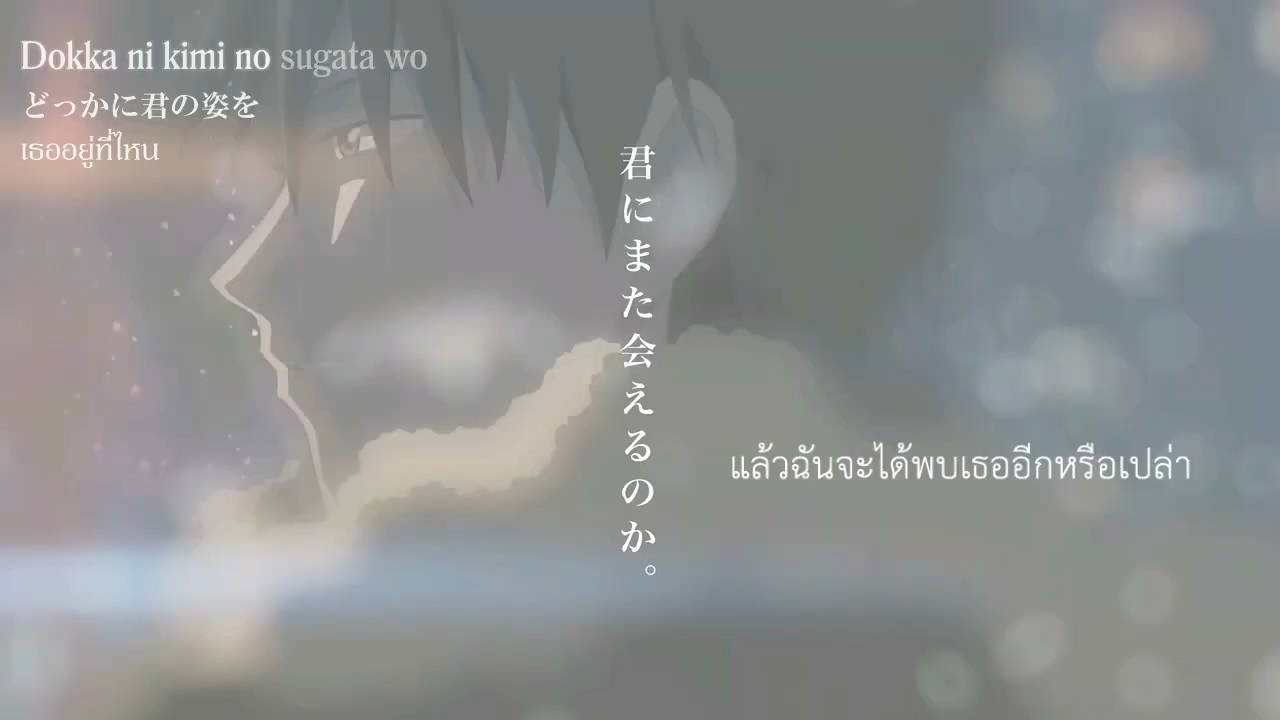 Dokka ni kimi no sugata wo
どっかに君の姿を
เธออยู่ที่ไหน
君にまた会えるのか。
แล้วฉันจะได้พบเธออีกหรือเปล่า